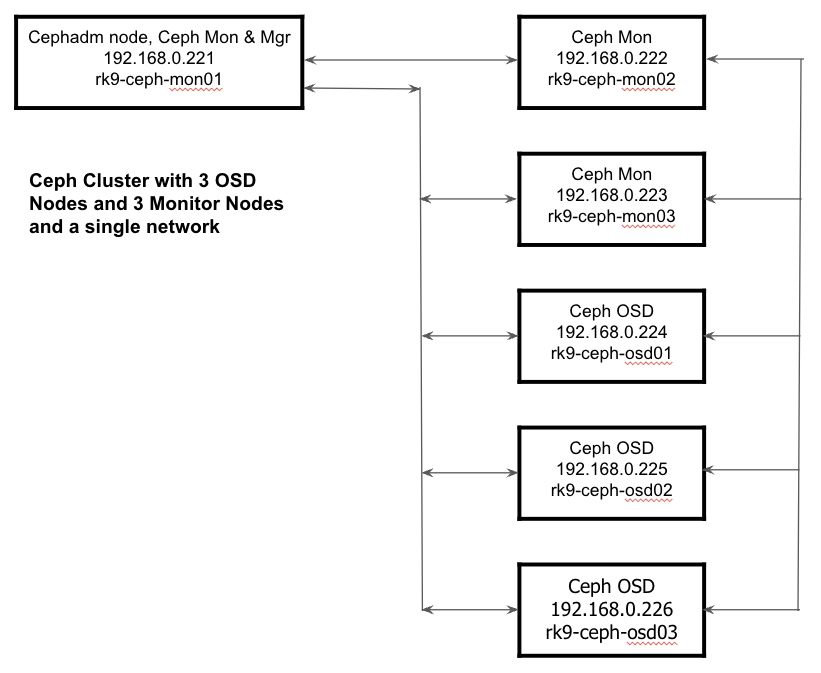 Cephadm node, Ceph Mon & Mgr
192.168.0.221
rk9-ceph-mon01
Ceph Mon
192.168.0.222
rk9-ceph-mon02
Ceph Cluster with 3 OSD
Nodes and 3 Monitor Nodes
and a single network
Ceph Mon
192.168.0.223
rk9-ceph-mon03
Ceph OSD
192.168.0.224
rk9-ceph-osd01
Ceph OSD
192.168.0.225
rk9-ceph-osd02
Ceph OSD
192.168.0.226
rk9-ceph-osd03